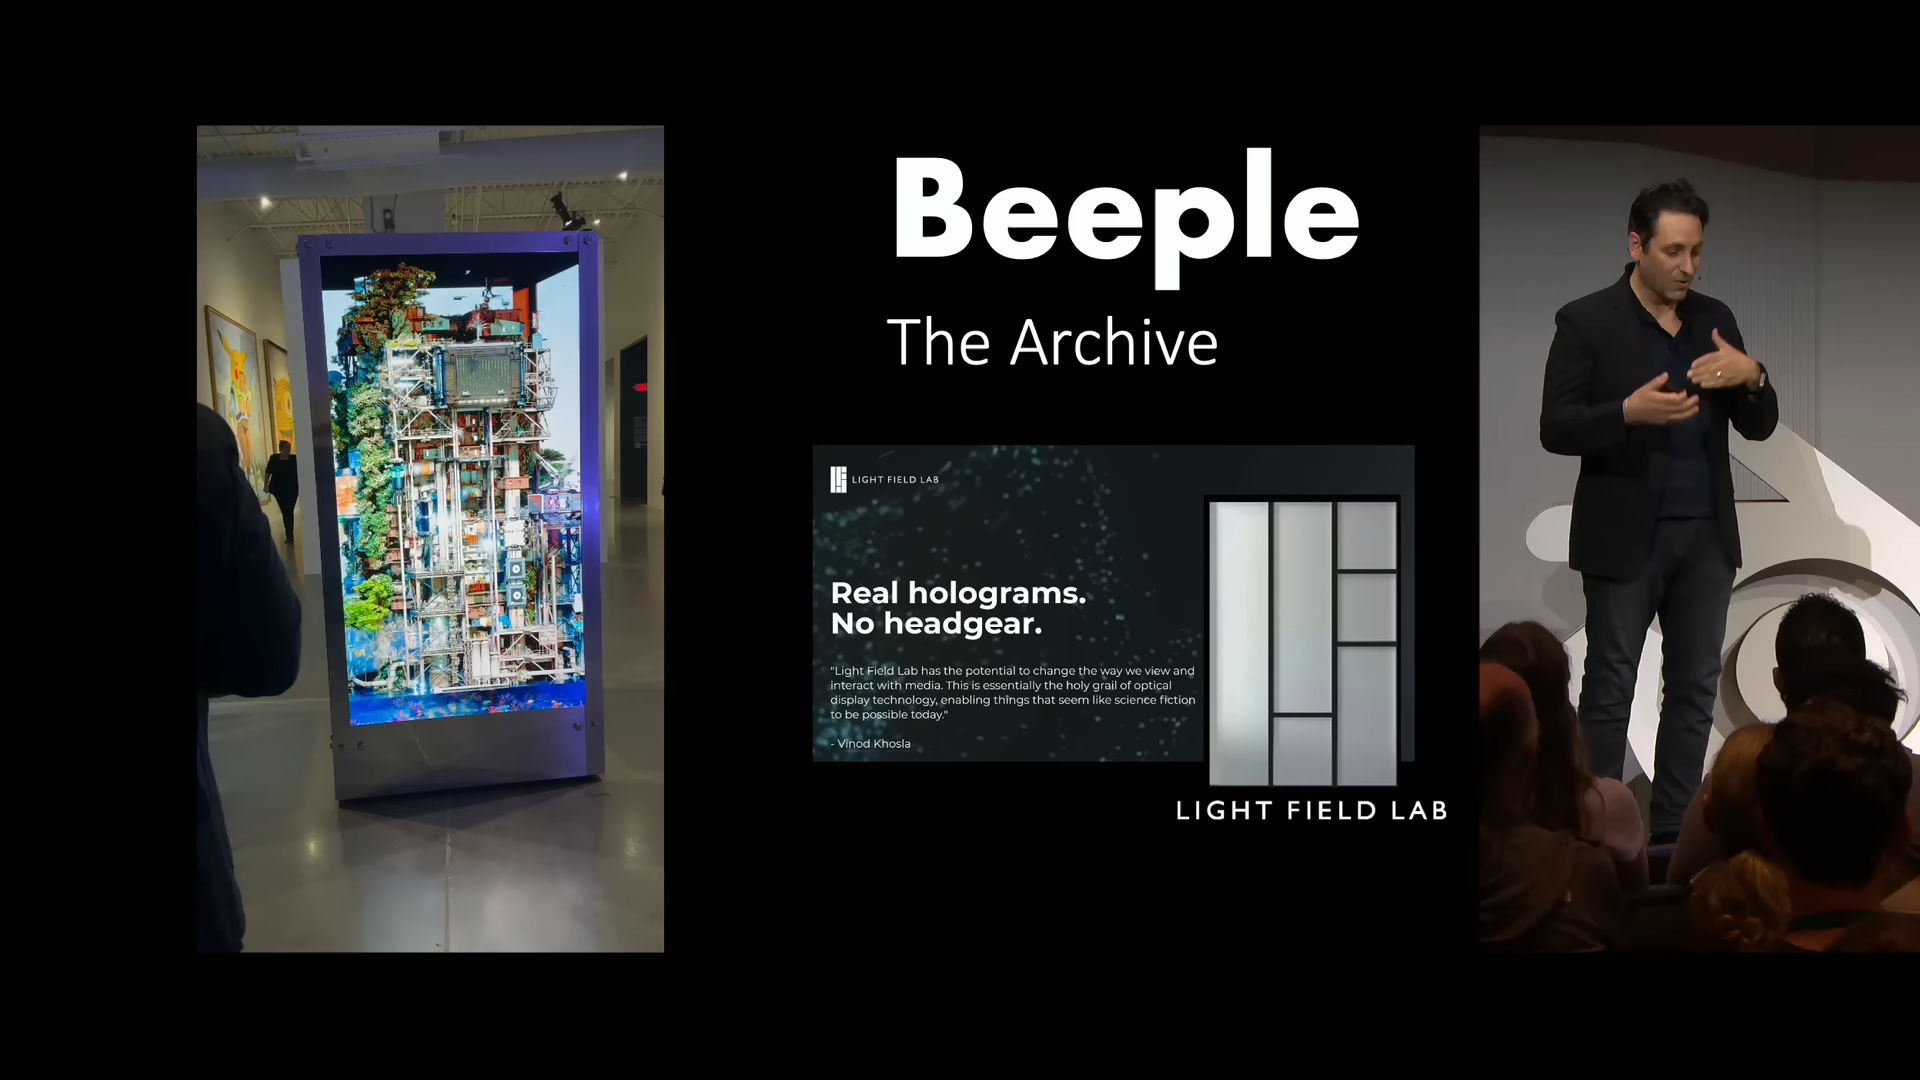 Beeple
The Archive
LIGHT FIELD LAB
Real holograms.
No headgear.
"Light Field Lab has the potential to change the way we view and
interact with media. This is essentially the holy grail of optical
display technology, enabling things that seem like science fiction
to be possible today."
- Vinod Khosla
LIGHT FIELD LAB